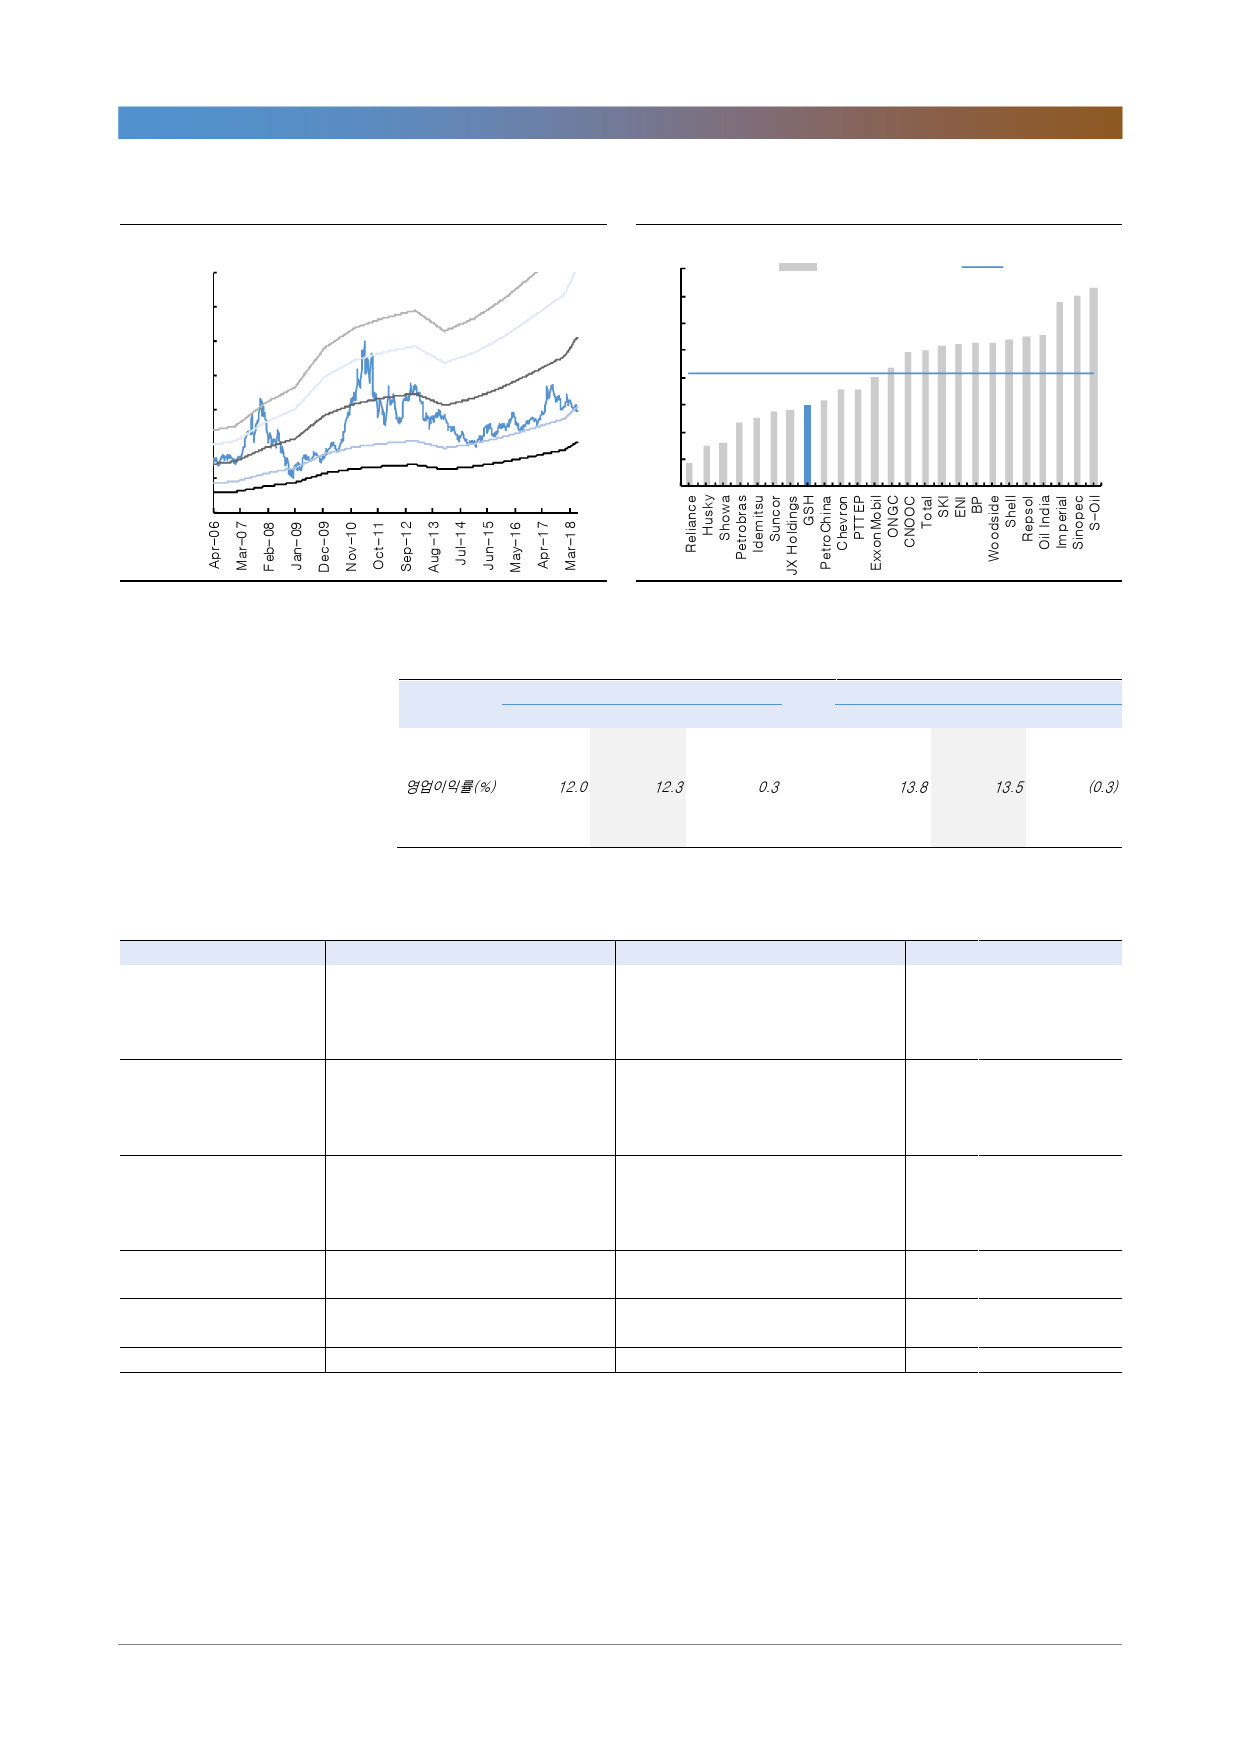 Apr-06
Mar-07
Feb-08
Jan-09
Dec-09
Nov-10
Oct-11
Sep-12
Aug-13
Jul-14
Jun-15
May-16
Apr-17
Mar-18
Reliance
Husky
Showa
Petrobras
Idemitsu
Suncor
JX Holdings
GSH
PetroChina
Chevron
PTTEP
ExxonMobil
ONGC
CNOOC
Total
SKI
ENI
BP
Woodside
Shell
Repsol
Oil India
Imperial
Sinopec
S-Oil
영업이익률(%) 12.0 12.3 0.3 13.8 13.5 (0.3)